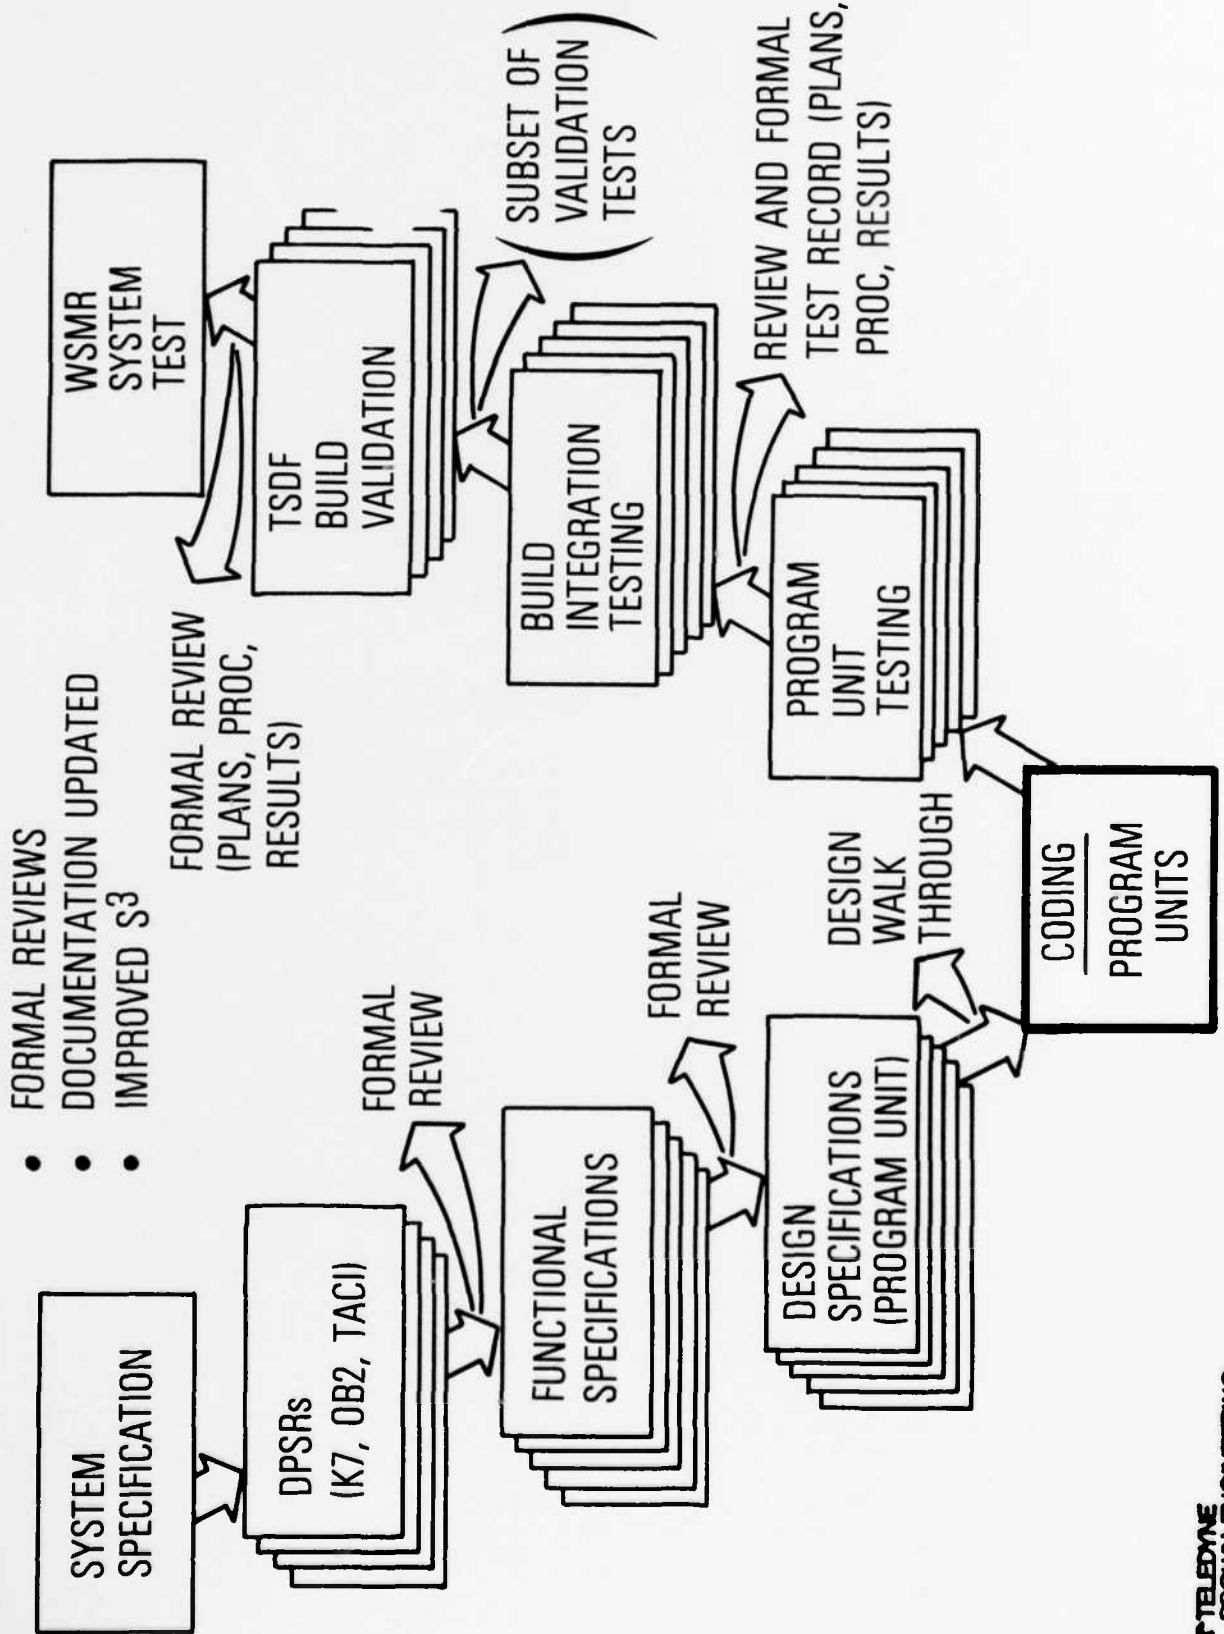 FORMAL REVIEWS
DOCUMENTATION UPDATED
IMPROVED S³
SYSTEM
SPECIFICATION
DPSRs
(K7, OB2, TACI)
FORMAL
REVIEW
FUNCTIONAL
SPECIFICATIONS
FORMAL
REVIEW
DESIGN
SPECIFICATIONS
(PROGRAM UNIT)
DESIGN
WALK
THROUGH
CODING
PROGRAM
UNITS
PROGRAM
UNIT
TESTING
REVIEW AND FORMAL
TEST RECORD (PLANS,
PROC, RESULTS)
BUILD
INTEGRATION
TESTING
(SUBSET OF
VALIDATION
TESTS)
TSDF
BUILD
VALIDATION
FORMAL REVIEW
(PLANS, PROC,
RESULTS)
WSMR
SYSTEM
TEST
TELEDYNE